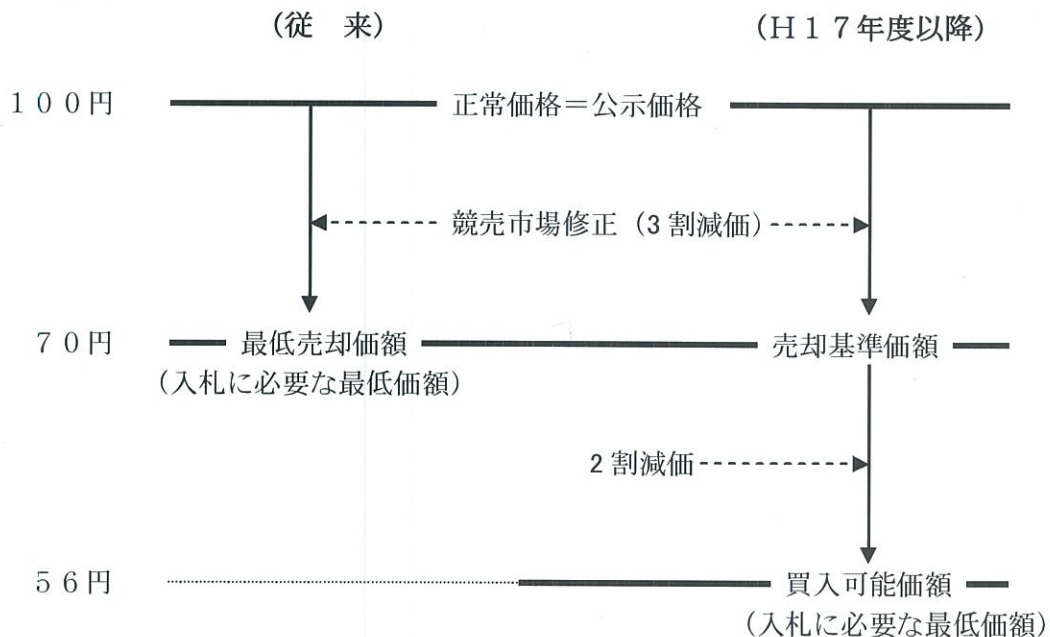 (従 来) (H17年度以降)
100円 正常価格=公示価格
競売市場修正(3割減価)
70円 最低売却価額 売却基準価額
(入札に必要な最低価額)
2割減価
56円 買入可能価額
(入札に必要な最低価額)